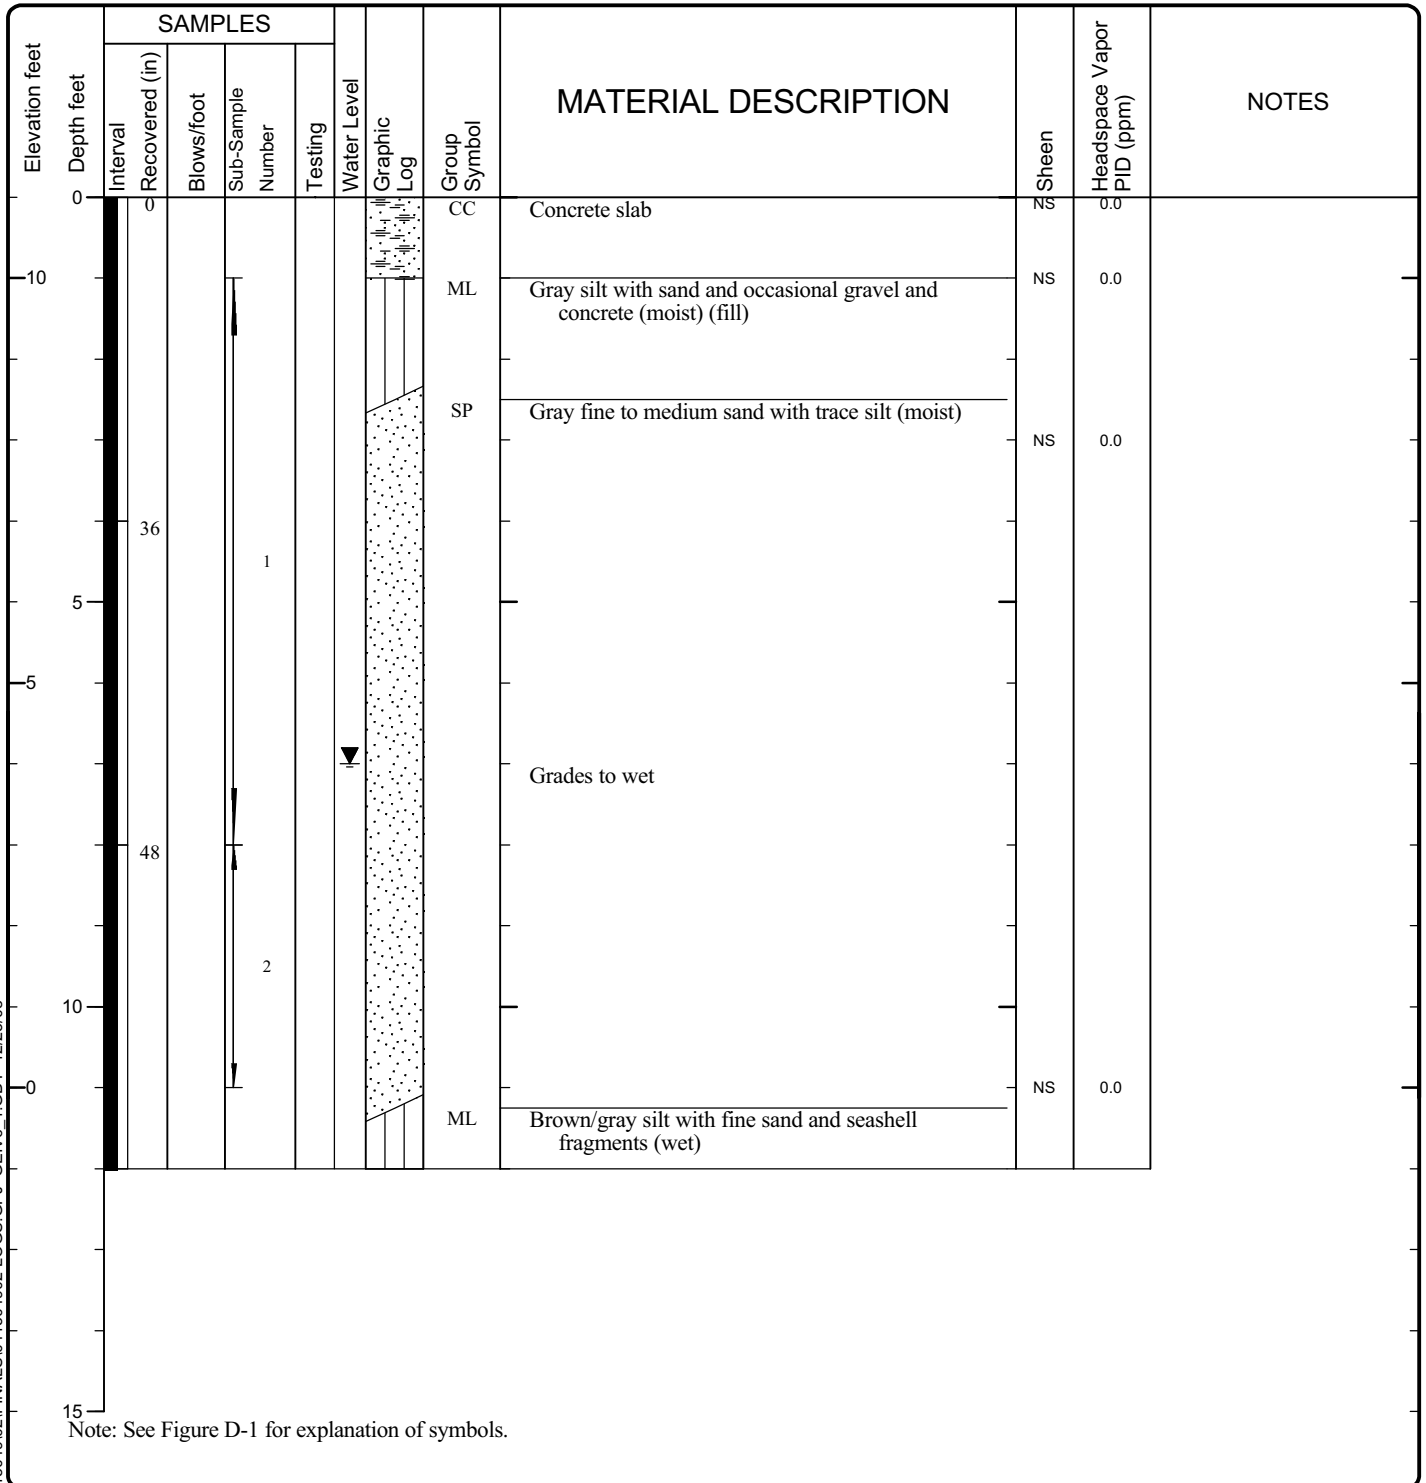 SAMPLES
Elevation feet
Depth feet
Interval
Recovered (in)
Blows/foot
Sub-Sample
Number
Testing
Water Level
Graphic
Log
Group
Symbol
MATERIAL DESCRIPTION
Sheen
Headspace Vapor
PID (ppm)
NOTES
0
0
CC
Concrete slab
NS
0.0
10
ML
Gray silt with sand and occasional gravel and
concrete (moist) (fill)
NS
0.0
SP
Gray fine to medium sand with trace silt (moist)
NS
0.0
36
1
5
5
Grades to wet
48
2
10
0
NS
0.0
ML
Brown/gray silt with fine sand and seashell
fragments (wet)
15
Note: See Figure D-1 for explanation of symbols.